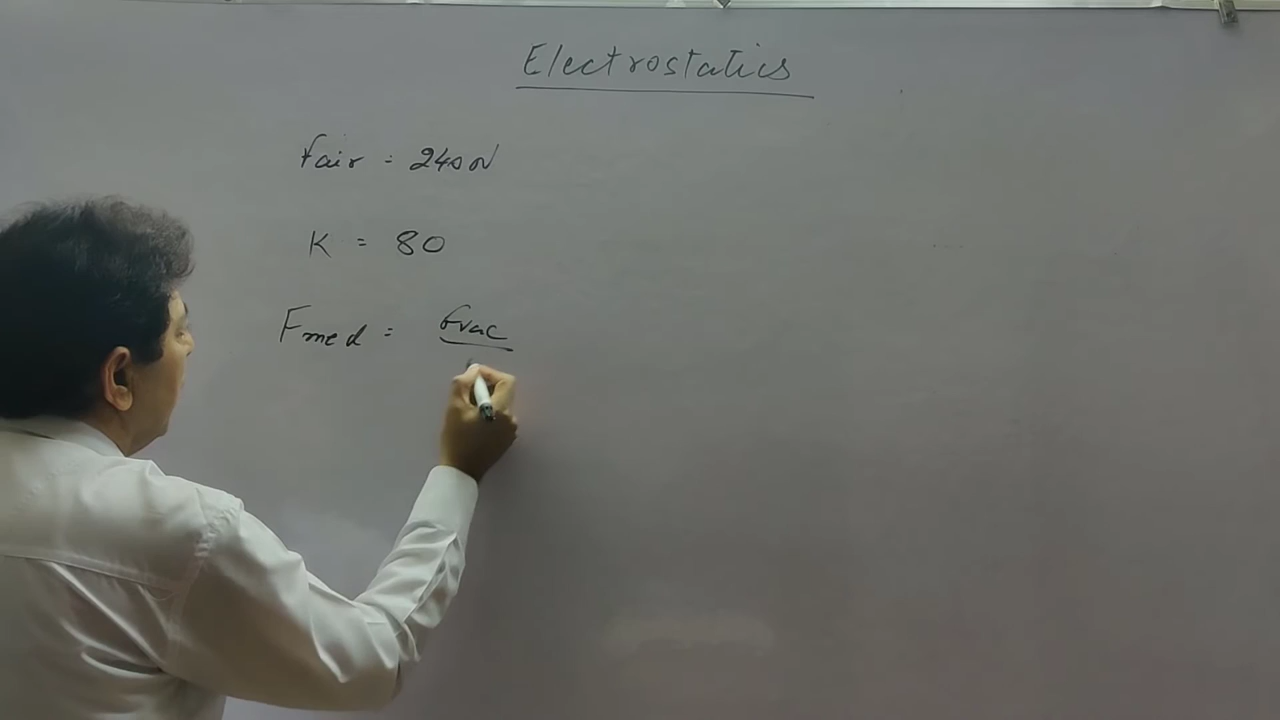 Electrostatics
Fair = 240N
K = 80
Fmed = Fvac